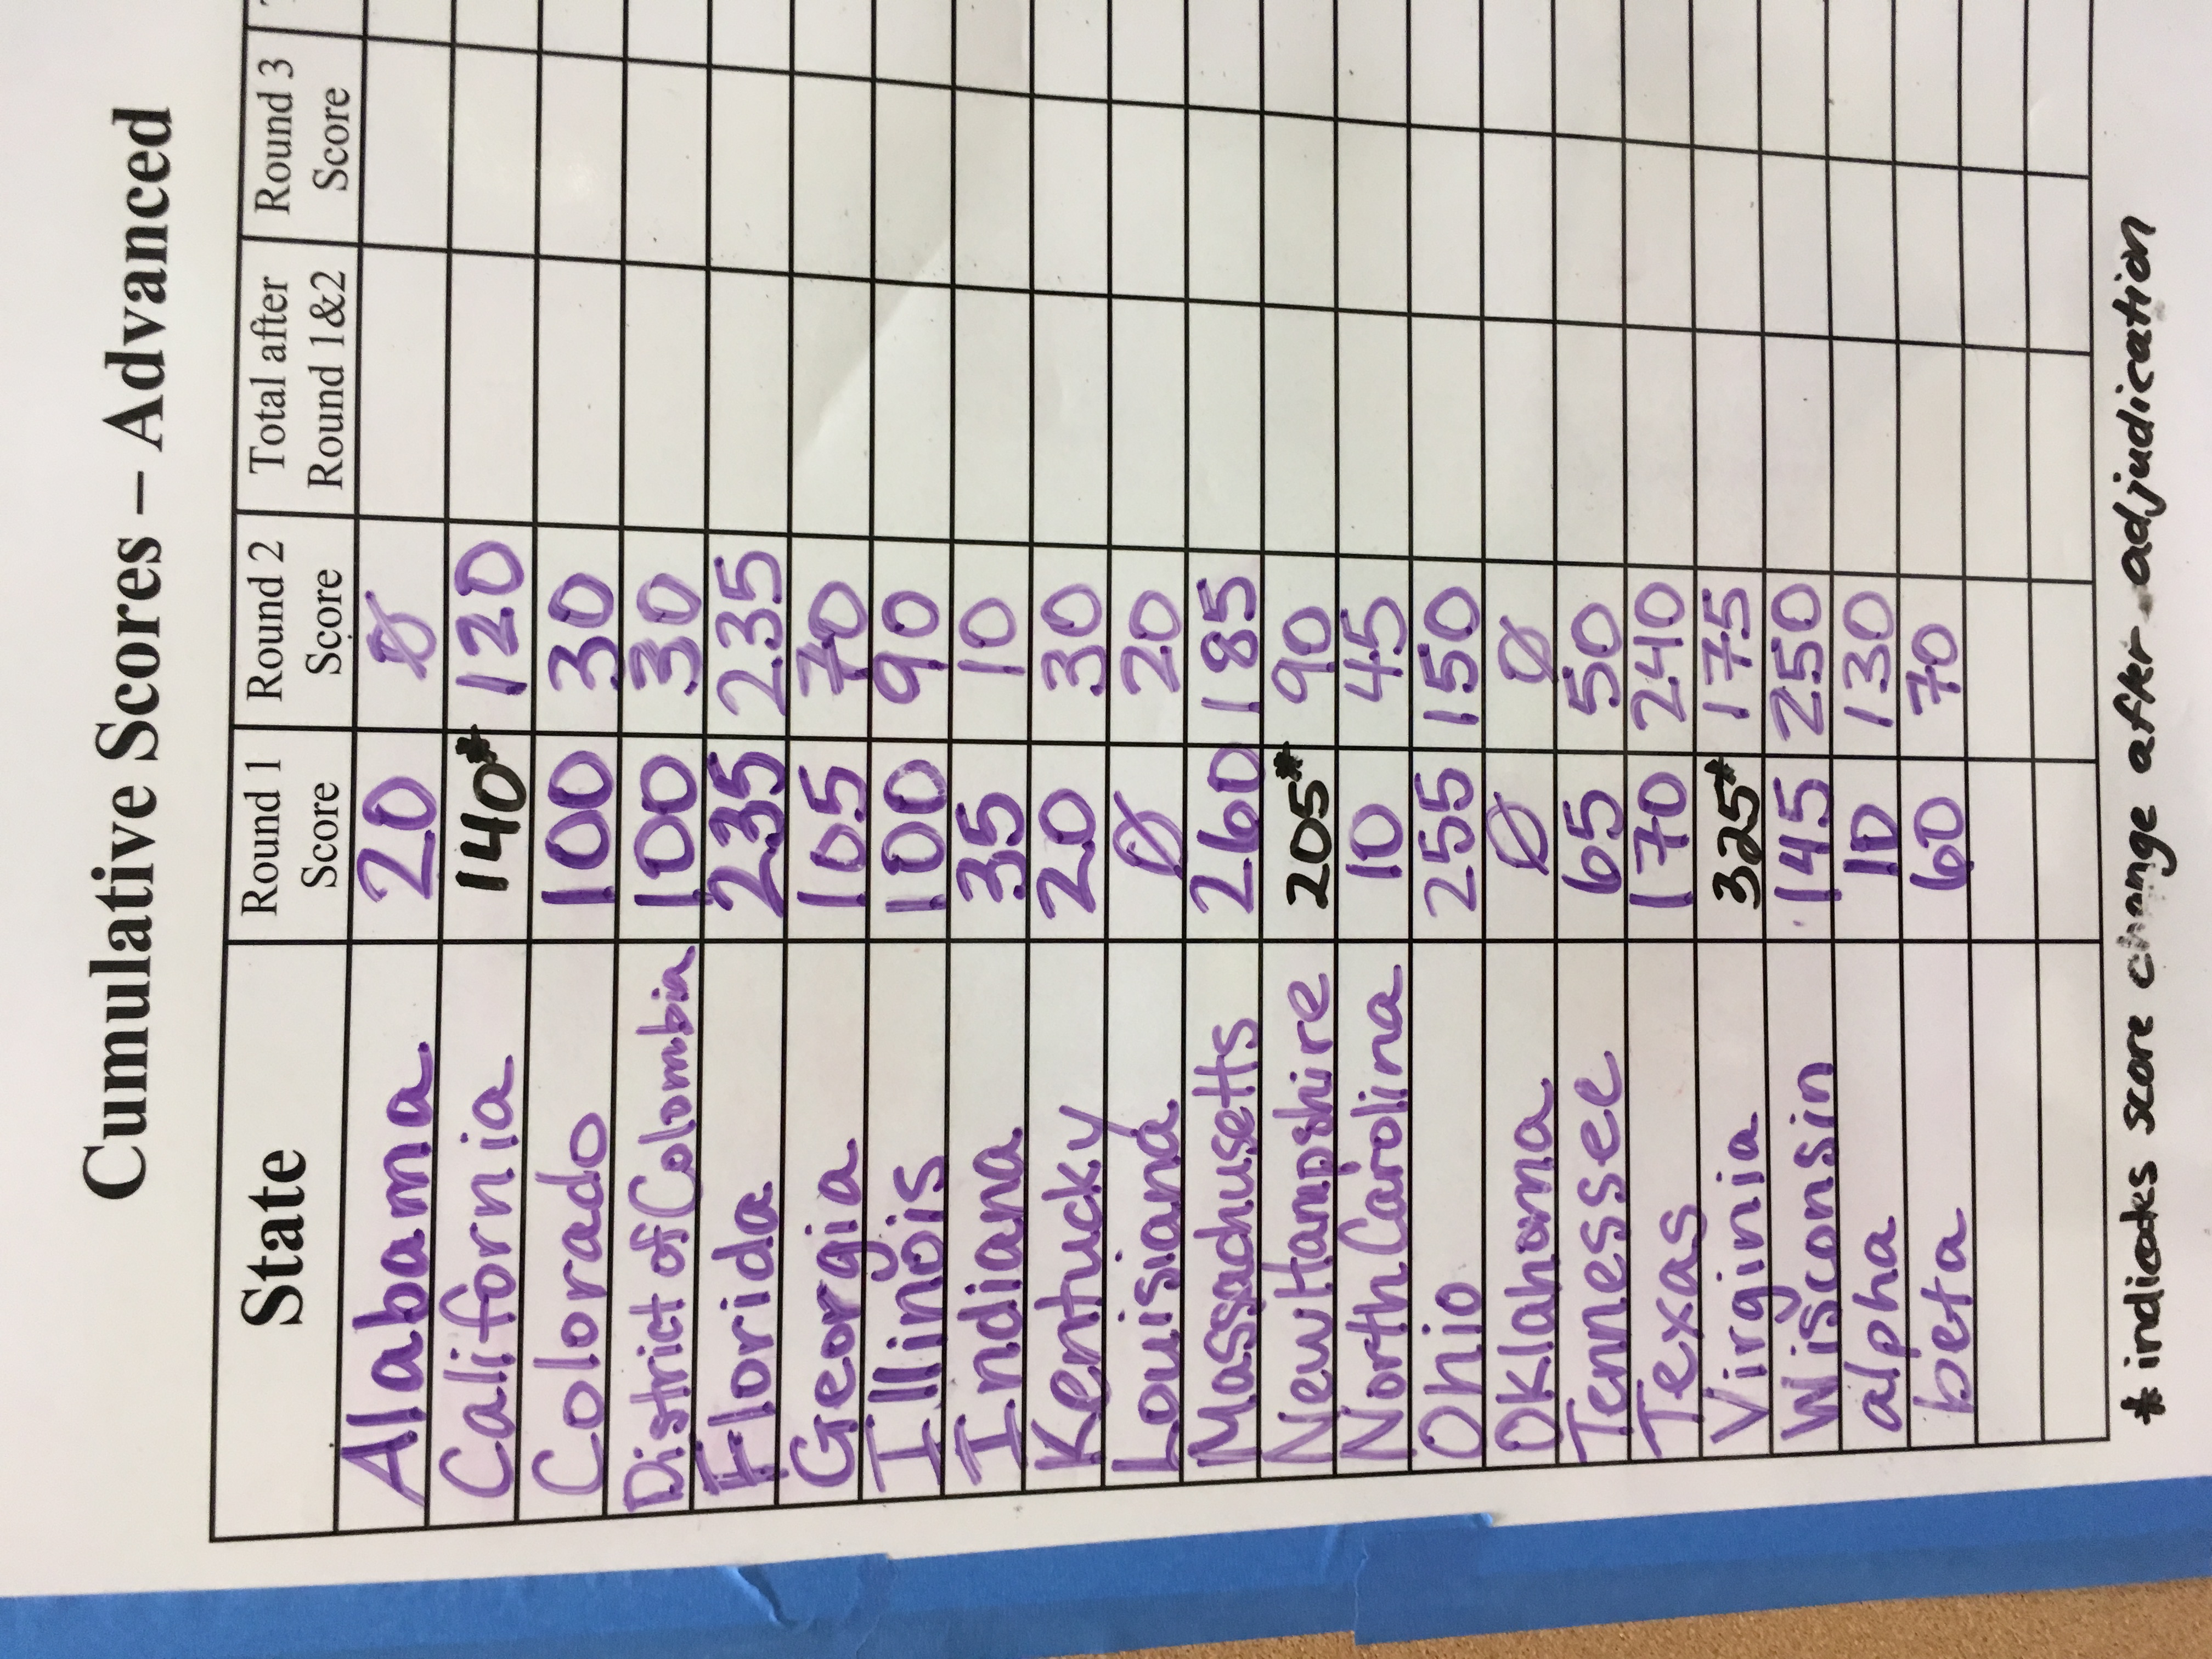 Cumulative Scores – Advanced
State Round 1 Score Round 2 Score Total after Round 1&2 Round 3 Score
Alabama 20 Ø
California 140* 120
Colorado 100 30
District of Colombia 100 30
Florida 235 235
Georgia 105 70
Illinois 100 90
Indiana 35 10
Kentucky 20 30
Louisiana Ø 20
Massachusetts 260 185
New Hampshire 205* 90
North Carolina 10 45
Ohio 255 150
Oklahoma Ø Ø
Tennessee 65 50
Texas 170 240
Virginia 325* 175
Wisconsin 145 250
alpha 10 130
beta 60 70
* indicates score change after adjudication